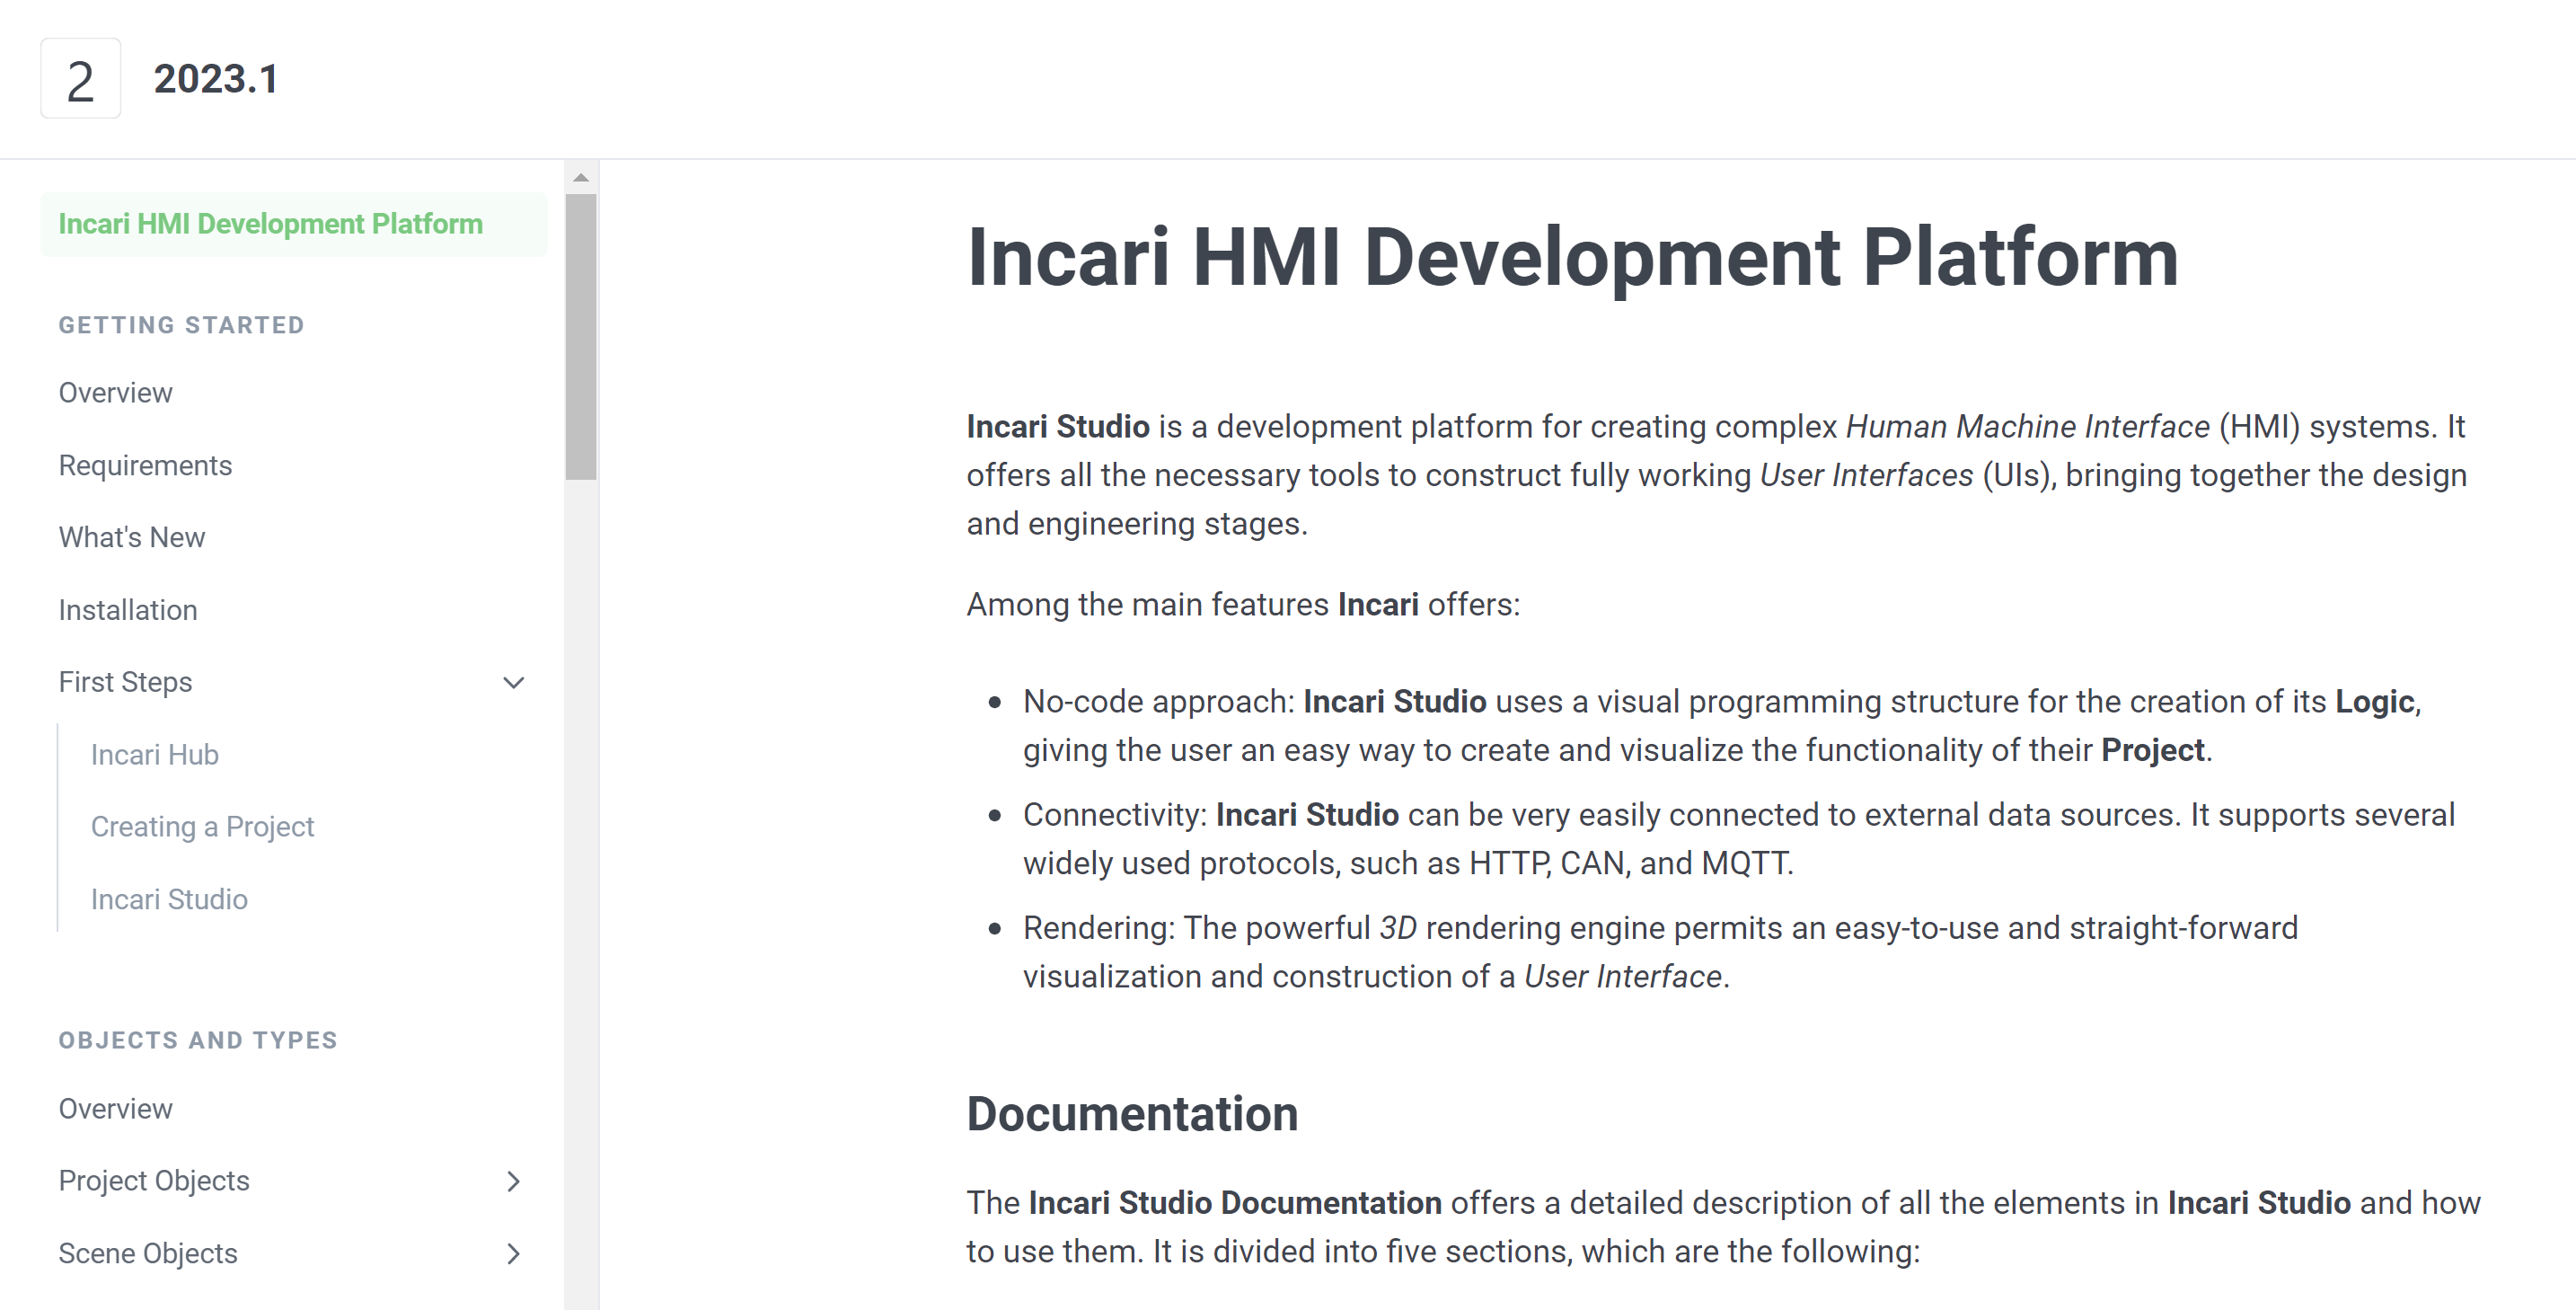 2
2023.1
Incari HMI Development Platform
GETTING STARTED
Overview
Requirements
What's New
Installation
First Steps
Incari Hub
Creating a Project
Incari Studio
OBJECTS AND TYPES
Overview
Project Objects
Scene Objects
Incari HMI Development Platform
Incari Studio is a development platform for creating complex Human Machine Interface (HMI) systems. It
offers all the necessary tools to construct fully working User Interfaces (UIs), bringing together the design
and engineering stages.
Among the main features Incari offers:
• No-code approach: Incari Studio uses a visual programming structure for the creation of its Logic,
giving the user an easy way to create and visualize the functionality of their Project.
• Connectivity: Incari Studio can be very easily connected to external data sources. It supports several
widely used protocols, such as HTTP, CAN, and MQTT.
• Rendering: The powerful 3D rendering engine permits an easy-to-use and straight-forward
visualization and construction of a User Interface.
Documentation
The Incari Studio Documentation offers a detailed description of all the elements in Incari Studio and how
to use them. It is divided into five sections, which are the following: